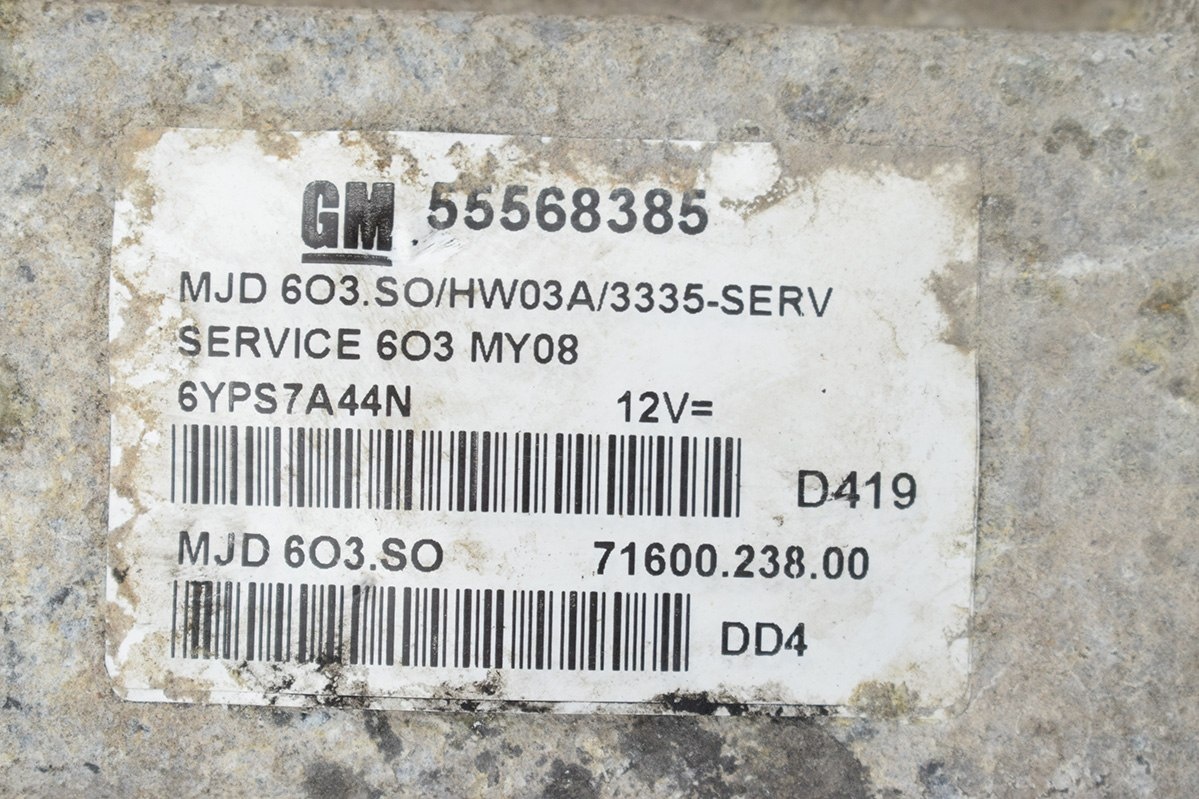 GM 55568385
MJD 6O3.SO/HW03A/3335-SERV
SERVICE 6O3 MY08
6YPS7A44N 12V=
D419
MJD 6O3.SO 71600.238.00
DD4